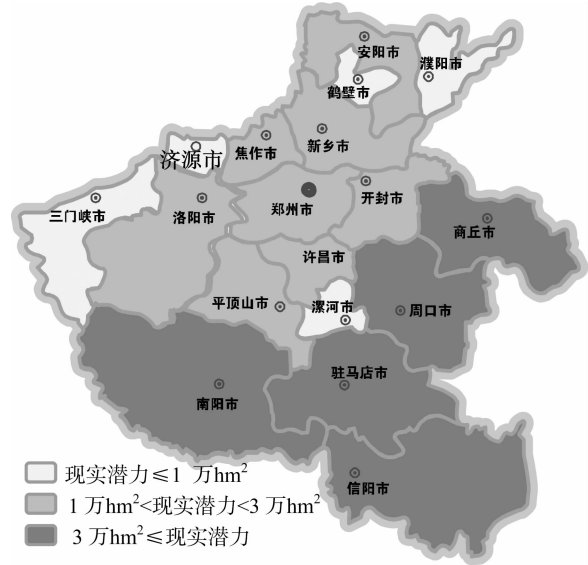 安阳市
濮阳市
鹤壁市
新乡市
焦作市
济源市
三门峡市
洛阳市
郑州市
开封市
商丘市
许昌市
平顶山市
漯河市
周口市
驻马店市
南阳市
信阳市
现实潜力≤1 万hm²
1 万hm²<现实潜力<3 万hm²
3 万hm²≤现实潜力